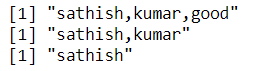 [1] "sathish,kumar,good"
[1] "sathish,kumar"
[1] "sathish"